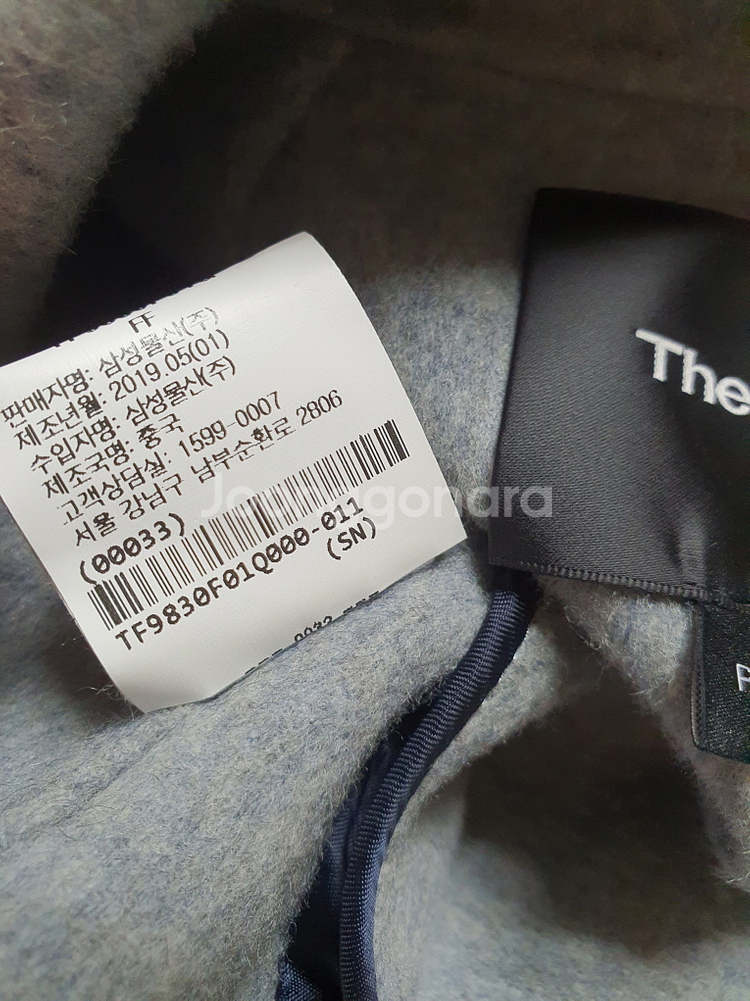 FF
판매자명: 삼성물산(주)
제조년월: 2019.05(01)
수입자명: 삼성물산(주)
제조국명: 중국
고객상담실: 1599-0007
서울 강남구 남부순환로 2806
(00033)
TF9830F01Q000-011
(SN)
The
P
Joongonara